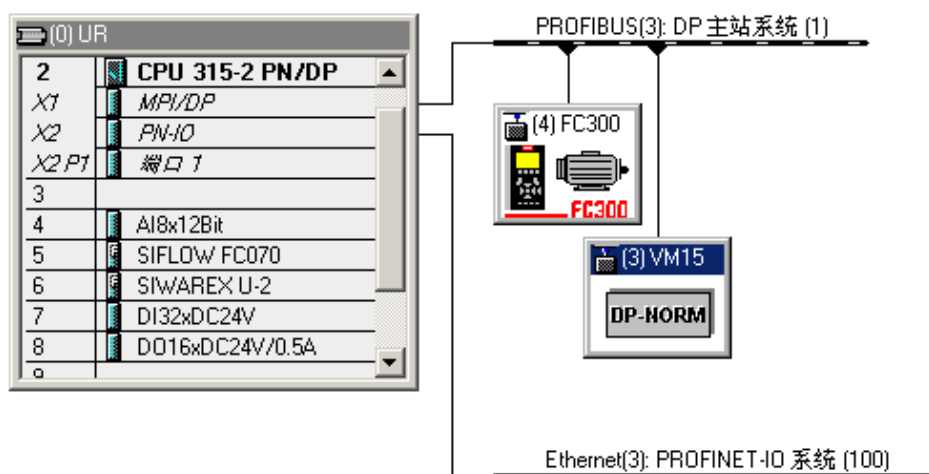 (0) UR
2 CPU 315-2 PN/DP
X1 MPI/DP
X2 PN-IO
X2 P1 端口 1
3
4 AI8x12Bit
5 SIFLOW FC070
6 SIWAREX U-2
7 DI32xDC24V
8 DO16xDC24V/0.5A
9
PROFIBUS(3): DP 主站系统 (1)
(4) FC300
FC300
(3) VM15
DP-NORM
Ethernet(3): PROFINET-IO 系统 (100)